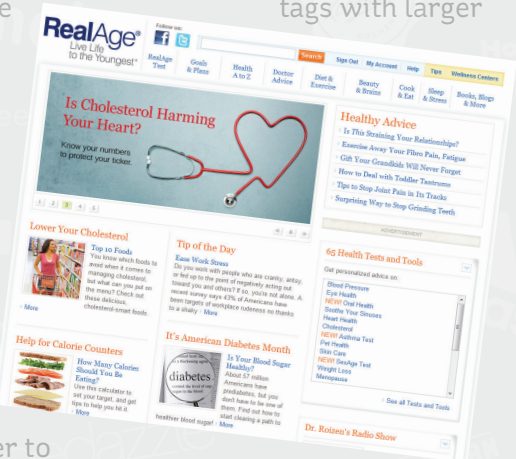 tags with larger
RealAge®
Live Life
to the Youngest®
Follow us:
Search
Sign Out My Account Help Tips Wellness Centers
RealAge Test
Goals & Plans
Health A to Z
Doctor Advice
Diet & Exercise
Beauty & Brains
Cook & Eat
Sleep & Stress
Books, Blogs & More
Is Cholesterol Harming
Your Heart?
Know your numbers
to protect your ticker.
1 2 3 4 5
Healthy Advice
Is This Straining Your Relationships?
Exercise Away Your Fibro Pain, Fatigue
Gift Your Grandkids Will Never Forget
How to Deal with Toddler Tantrums
Tips to Stop Joint Pain in Its Tracks
Surprising Way to Stop Grinding Teeth
ADVERTISEMENT
Lower Your Cholesterol
Top 10 Foods
You know which foods to
avoid when it comes to
managing cholesterol,
but what can you put on
the menu? Check out
these delicious,
cholesterol-smart foods.
More
Tip of the Day
Ease Work Stress
Do you work with people who are cranky, antsy,
or fed up to the point of negatively acting out
toward you and others? If so, you're not alone. A
recent survey says 43% of Americans have
been targets of workplace rudeness so thanks
to a shaky More
65 Health Tests and Tools
Get personalized advice on:
Blood Pressure
Eye Health
NEW! Oral Health
Soothe Your Sinuses
Heart Health
Cholesterol
NEW! Asthma Test
Pet Health
Skin Care
NEW! SexAge Test
Weight Loss
Menopause
See all Tests and Tools
Help for Calorie Counters
How Many Calories
Should You Be
Eating?
Use this calculator to
set your target, and get
tips to help you hit it.
More
It's American Diabetes Month
diabetes
Is Your Blood Sugar
Healthy?
About 57 million
Americans have
prediabetes, but you
don't have to be one of
them. Find out how to
start clearing a path to
healthier blood sugar! More
Dr. Roizen's Radio Show
er to